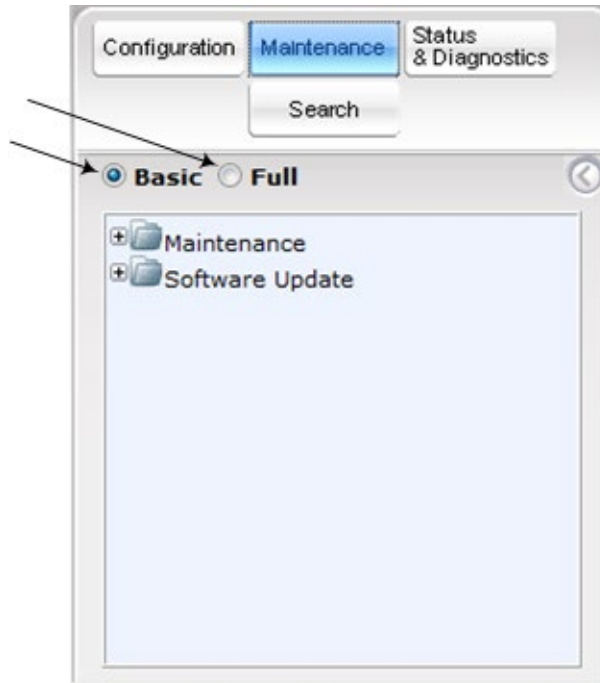 Configuration
Maintenance
Status
& Diagnostics
Search
Basic
Full
Maintenance
Software Update